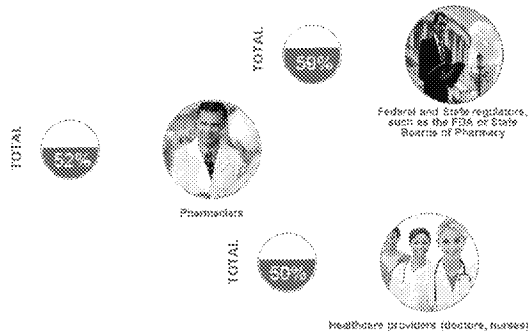 TOTAL
59%
Federal and State regulators,
such as the FDA or State
Boards of Pharmacy
TOTAL
52%
Pharmacists
TOTAL
50%
Healthcare providers (doctors, nurses)